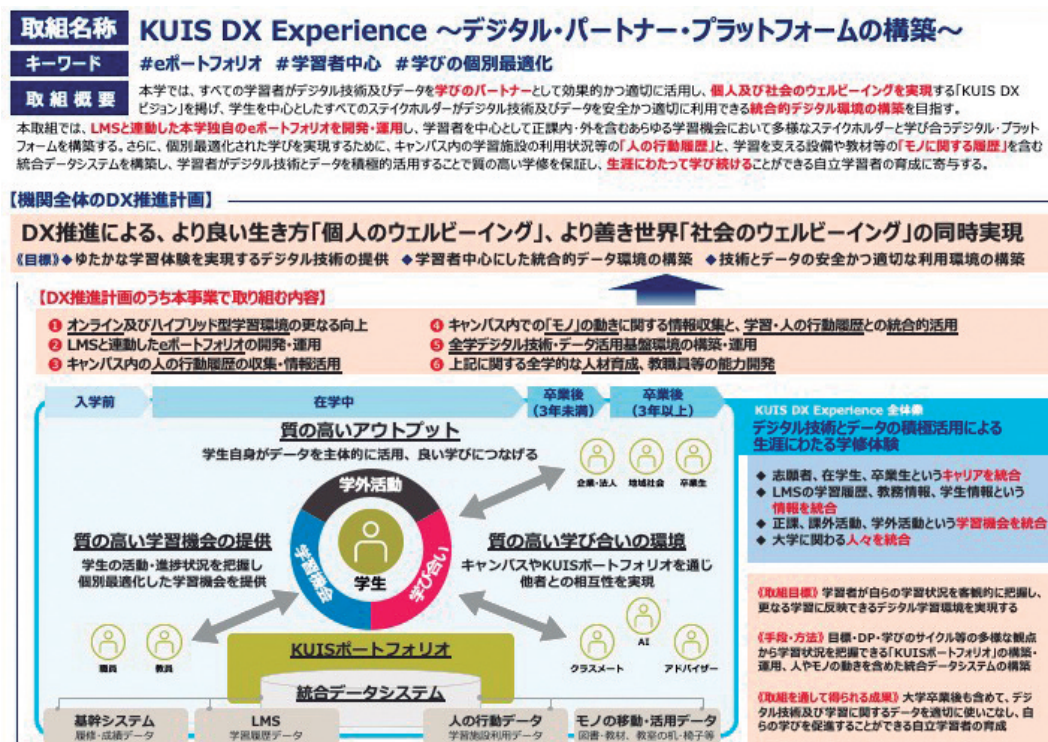 取組名称 KUIS DX Experience ～デジタル・パートナー・プラットフォームの構築～
キーワード #eポートフォリオ #学習者中心 #学びの個別最適化
取組概要
本学では、すべての学習者がデジタル技術及びデータを学びのパートナーとして効果的かつ適切に活用し、個人及び社会のウェルビーイングを実現する「KUIS DX
ビジョン」を掲げ、学生を中心としたすべてのステイクホルダーがデジタル技術及びデータを安全かつ適切に利用できる統合的デジタル環境の構築を目指す。
本取組では、LMSと連動した本学独自のeポートフォリオを開発・運用し、学習者を中心として正課内・外を含むあらゆる学習機会において多様なステイクホルダーと学び合うデジタル・プラット
フォームを構築する。さらに、個別最適化された学びを実現するために、キャンパス内の学習施設の利用状況等の「人の行動履歴」と、学習を支える設備や教材等の「モノに関する履歴」を含む
統合データシステムを構築し、学習者がデジタル技術とデータを積極的活用することで質の高い学修を保証し、生涯にわたって学び続けることができる自立学習者の育成に寄与する。
【機関全体のDX推進計画】
DX推進による、より良い生き方「個人のウェルビーイング」、より善き世界「社会のウェルビーイング」の同時実現
《目標》◆ゆたかな学習体験を実現するデジタル技術の提供 ◆学習者中心にした統合的データ環境の構築 ◆技術とデータの安全かつ適切な利用環境の構築
【DX推進計画のうち本事業で取り組む内容】
❶ オンライン及びハイブリッド型学習環境の更なる向上
❷ LMSと連動したeポートフォリオの開発・運用
❸ キャンパス内の人の行動履歴の収集・情報活用
❹ キャンパス内での「モノ」の動きに関する情報収集と、学習・人の行動履歴との統合的活用
❺ 全学デジタル技術・データ活用基盤環境の構築・運用
❻ 上記に関する全学的な人材育成、教職員等の能力開発
入学前
在学中
卒業後
(3年未満)
卒業後
(3年以上)
質の高いアウトプット
学生自身がデータを主体的に活用、良い学びにつなげる
企業・法人
地域社会
卒業生
学外活動
学習機会
学び合い
学生
質の高い学習機会の提供
学生の活動・進捗状況を把握し
個別最適化した学習機会を提供
職員
教員
質の高い学び合いの環境
キャンパスやKUISポートフォリオを通じ
他者との相互性を実現
クラスメート
AI
アドバイザー
KUISポートフォリオ
統合データシステム
基幹システム
履修・成績データ
LMS
学習履歴データ
人の行動データ
学習施設利用データ
モノの移動・活用データ
図書・教材、教室の机・椅子等
KUIS DX Experience 全体像
デジタル技術とデータの積極活用による
生涯にわたる学修体験
◆ 志願者、在学生、卒業生というキャリアを統合
◆ LMSの学習履歴、教務情報、学生情報という
情報を統合
◆ 正課、課外活動、学外活動という学習機会を統合
◆ 大学に関わる人々を統合
《取組目標》学習者が自らの学習状況を客観的に把握し、
更なる学習に反映できるデジタル学習環境を実現する
《手段・方法》目標・DP・学びのサイクル等の多様な観点
から学習状況を把握できる「KUISポートフォリオ」の構築・
運用、人やモノの動きを含めた統合データシステムの構築
《取組を通して得られる成果》大学卒業後も含めて、デジ
タル技術及び学習に関するデータを適切に使いこなし、自
らの学びを促進することができる自立学習者の育成